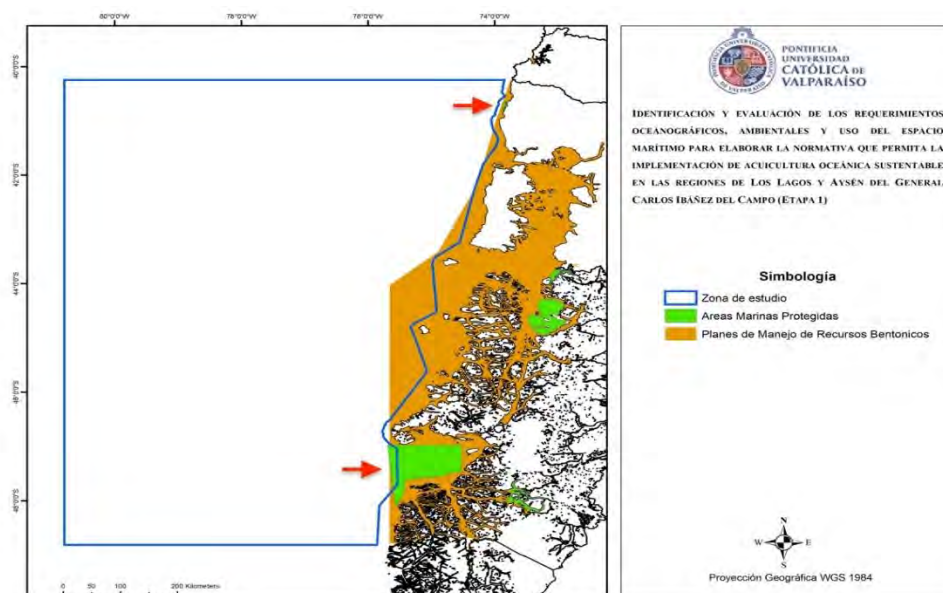 80°0'0"W 78°0'0"W 76°0'0"W 74°0'0"W
40°0'0"S
42°0'0"S
44°0'0"S
46°0'0"S
48°0'0"S
0 50 100 200 Kilometers
PONTIFICIA
UNIVERSIDAD
CATÓLICA DE
VALPARAÍSO
IDENTIFICACIÓN Y EVALUACIÓN DE LOS REQUERIMIENTOS
OCEANOGRÁFICOS, AMBIENTALES Y USO DEL ESPACIO
MARÍTIMO PARA ELABORAR LA NORMATIVA QUE PERMITA LA
IMPLEMENTACIÓN DE ACUICULTURA OCEÁNICA SUSTENTABLE
EN LAS REGIONES DE LOS LAGOS Y AYSÉN DEL GENERAL
CARLOS IBÁÑEZ DEL CAMPO (ETAPA 1)
Simbología
Zona de estudio
Areas Marinas Protegidas
Planes de Manejo de Recursos Bentonicos
N
W E
S
Proyección Geográfica WGS 1984